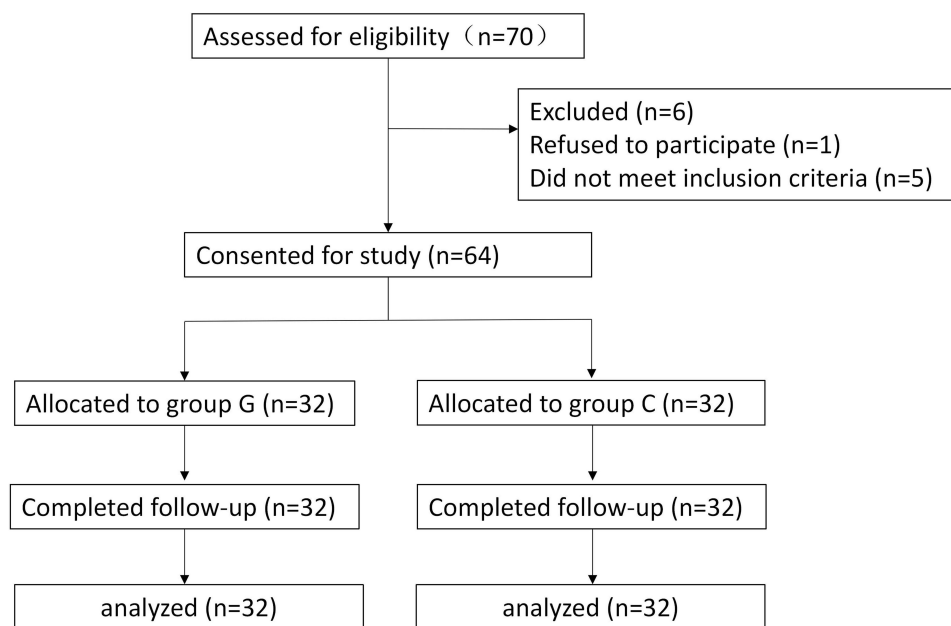 Assessed for eligibility（n=70）
Excluded (n=6)
Refused to participate (n=1)
Did not meet inclusion criteria (n=5)
Consented for study (n=64)
Allocated to group G (n=32)
Allocated to group C (n=32)
Completed follow-up (n=32)
Completed follow-up (n=32)
analyzed (n=32)
analyzed (n=32)